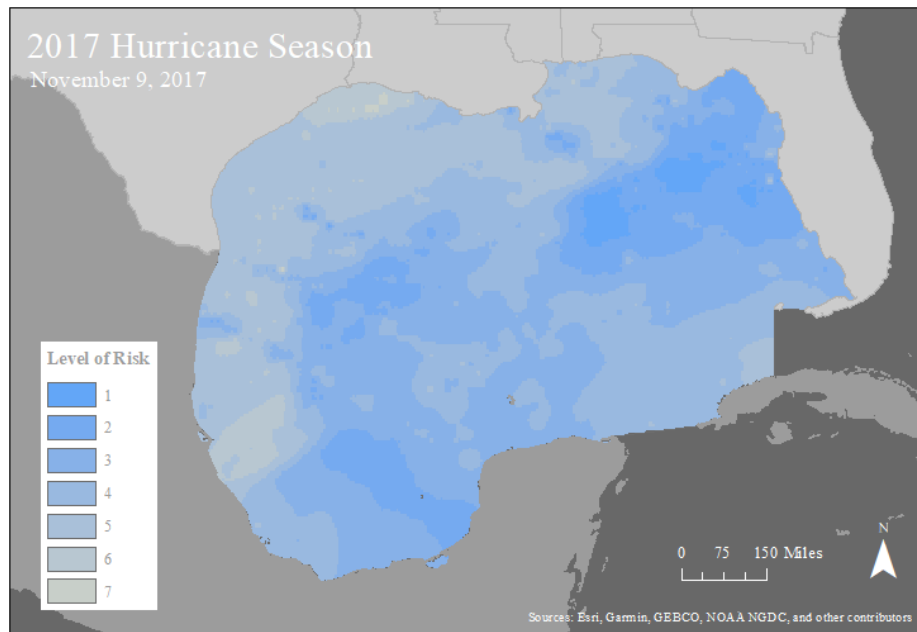 2017 Hurricane Season
November 9, 2017
Level of Risk
1
2
3
4
5
6
7
N
0 75 150 Miles
Sources: Esri, Garmin, GEBCO, NOAA NGDC, and other contributors